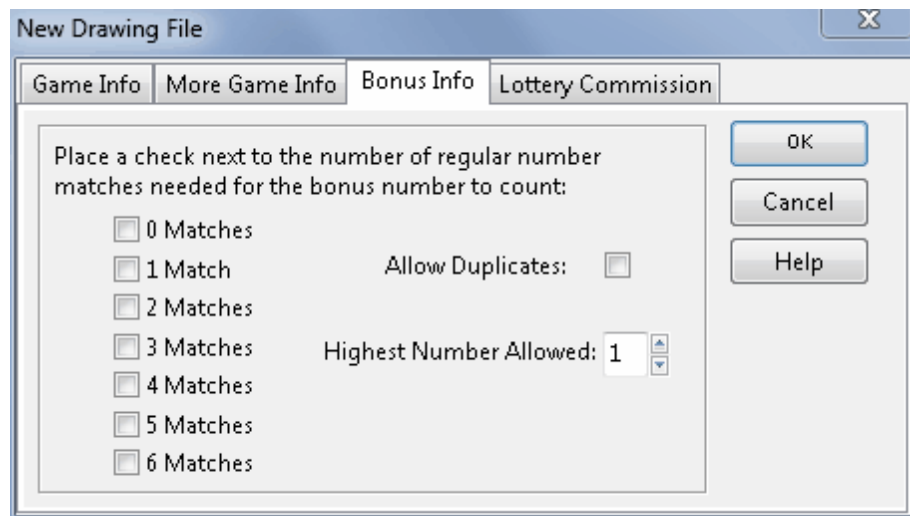 New Drawing File
Game Info
More Game Info
Bonus Info
Lottery Commission
Place a check next to the number of regular number
matches needed for the bonus number to count:
0 Matches
1 Match
2 Matches
3 Matches
4 Matches
5 Matches
6 Matches
Allow Duplicates:
Highest Number Allowed: 1
OK
Cancel
Help